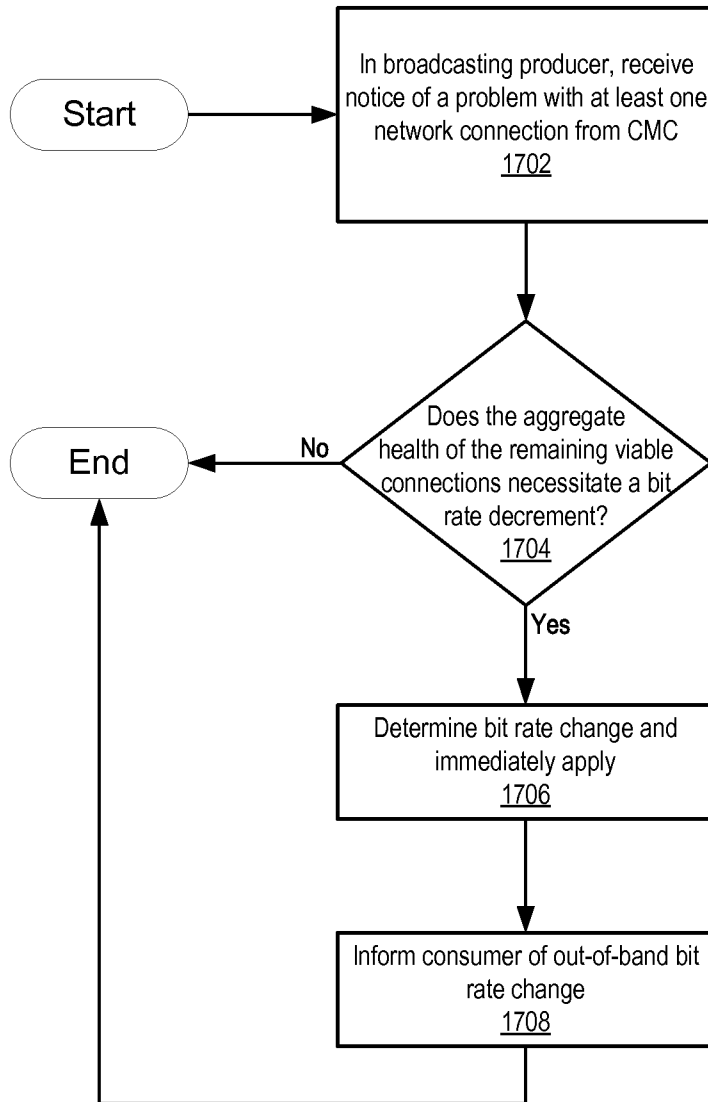 Start
In broadcasting producer, receive
notice of a problem with at least one
network connection from CMC
1702
Does the aggregate
health of the remaining viable
connections necessitate a bit
rate decrement?
1704
No
End
Yes
Determine bit rate change and
immediately apply
1706
Inform consumer of out-of-band bit
rate change
1708